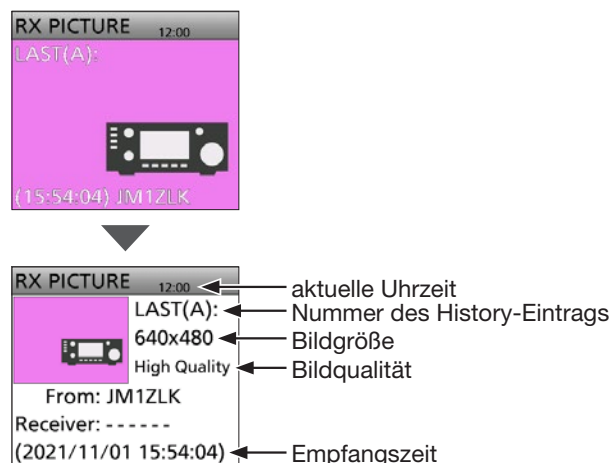 RX PICTURE 12:00
LAST(A):
(15:54:04) JM1ZLK
RX PICTURE 12:00
aktuelle Uhrzeit
LAST(A):
Nummer des History-Eintrags
640x480
Bildgröße
High Quality
Bildqualität
From: JM1ZLK
Receiver: - - - - - -
(2021/11/01 15:54:04)
Empfangszeit